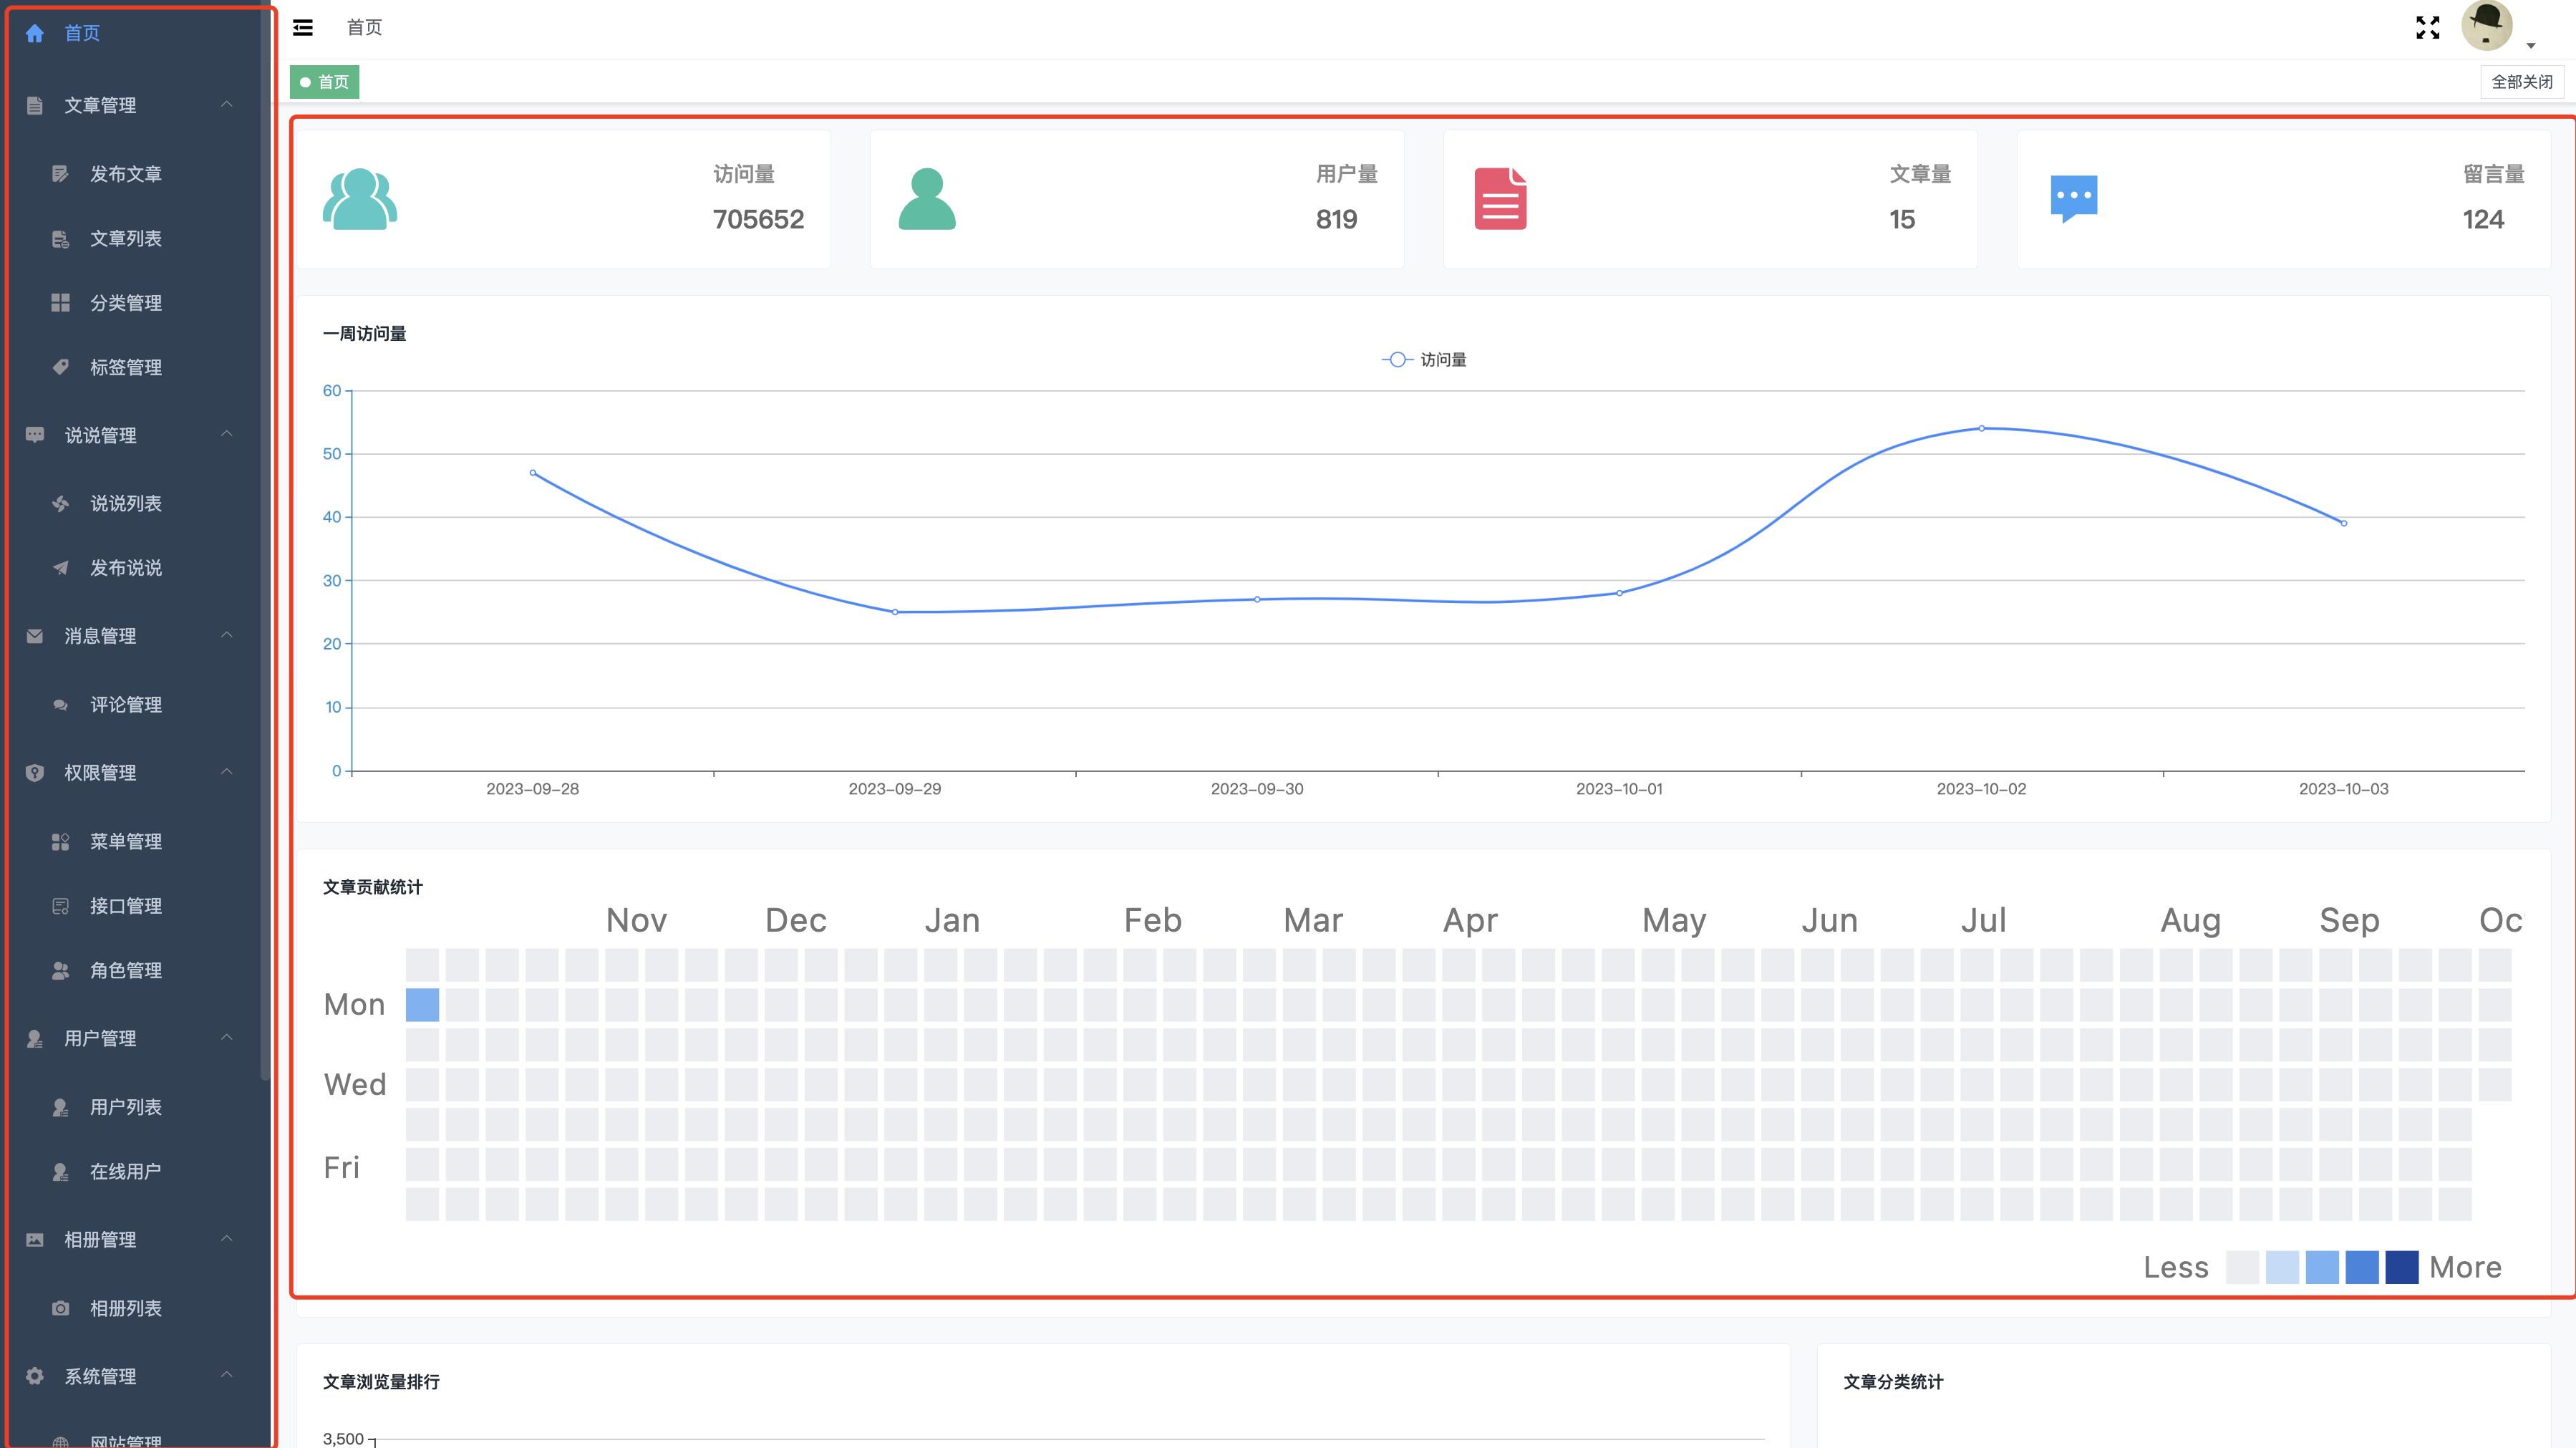 首页
文章管理
发布文章
文章列表
分类管理
标签管理
说说管理
说说列表
发布说说
消息管理
评论管理
权限管理
菜单管理
接口管理
角色管理
用户管理
用户列表
在线用户
相册管理
相册列表
系统管理
网站管理
首页
首页
全部关闭
访问量
705652
用户量
819
文章量
15
留言量
124
一周访问量
访问量
60
50
40
30
20
10
0
2023-09-28 2023-09-29 2023-09-30 2023-10-01 2023-10-02 2023-10-03
文章贡献统计
Nov Dec Jan Feb Mar Apr May Jun Jul Aug Sep Oc
Mon
Wed
Fri
Less More
文章浏览量排行
3,500
文章分类统计